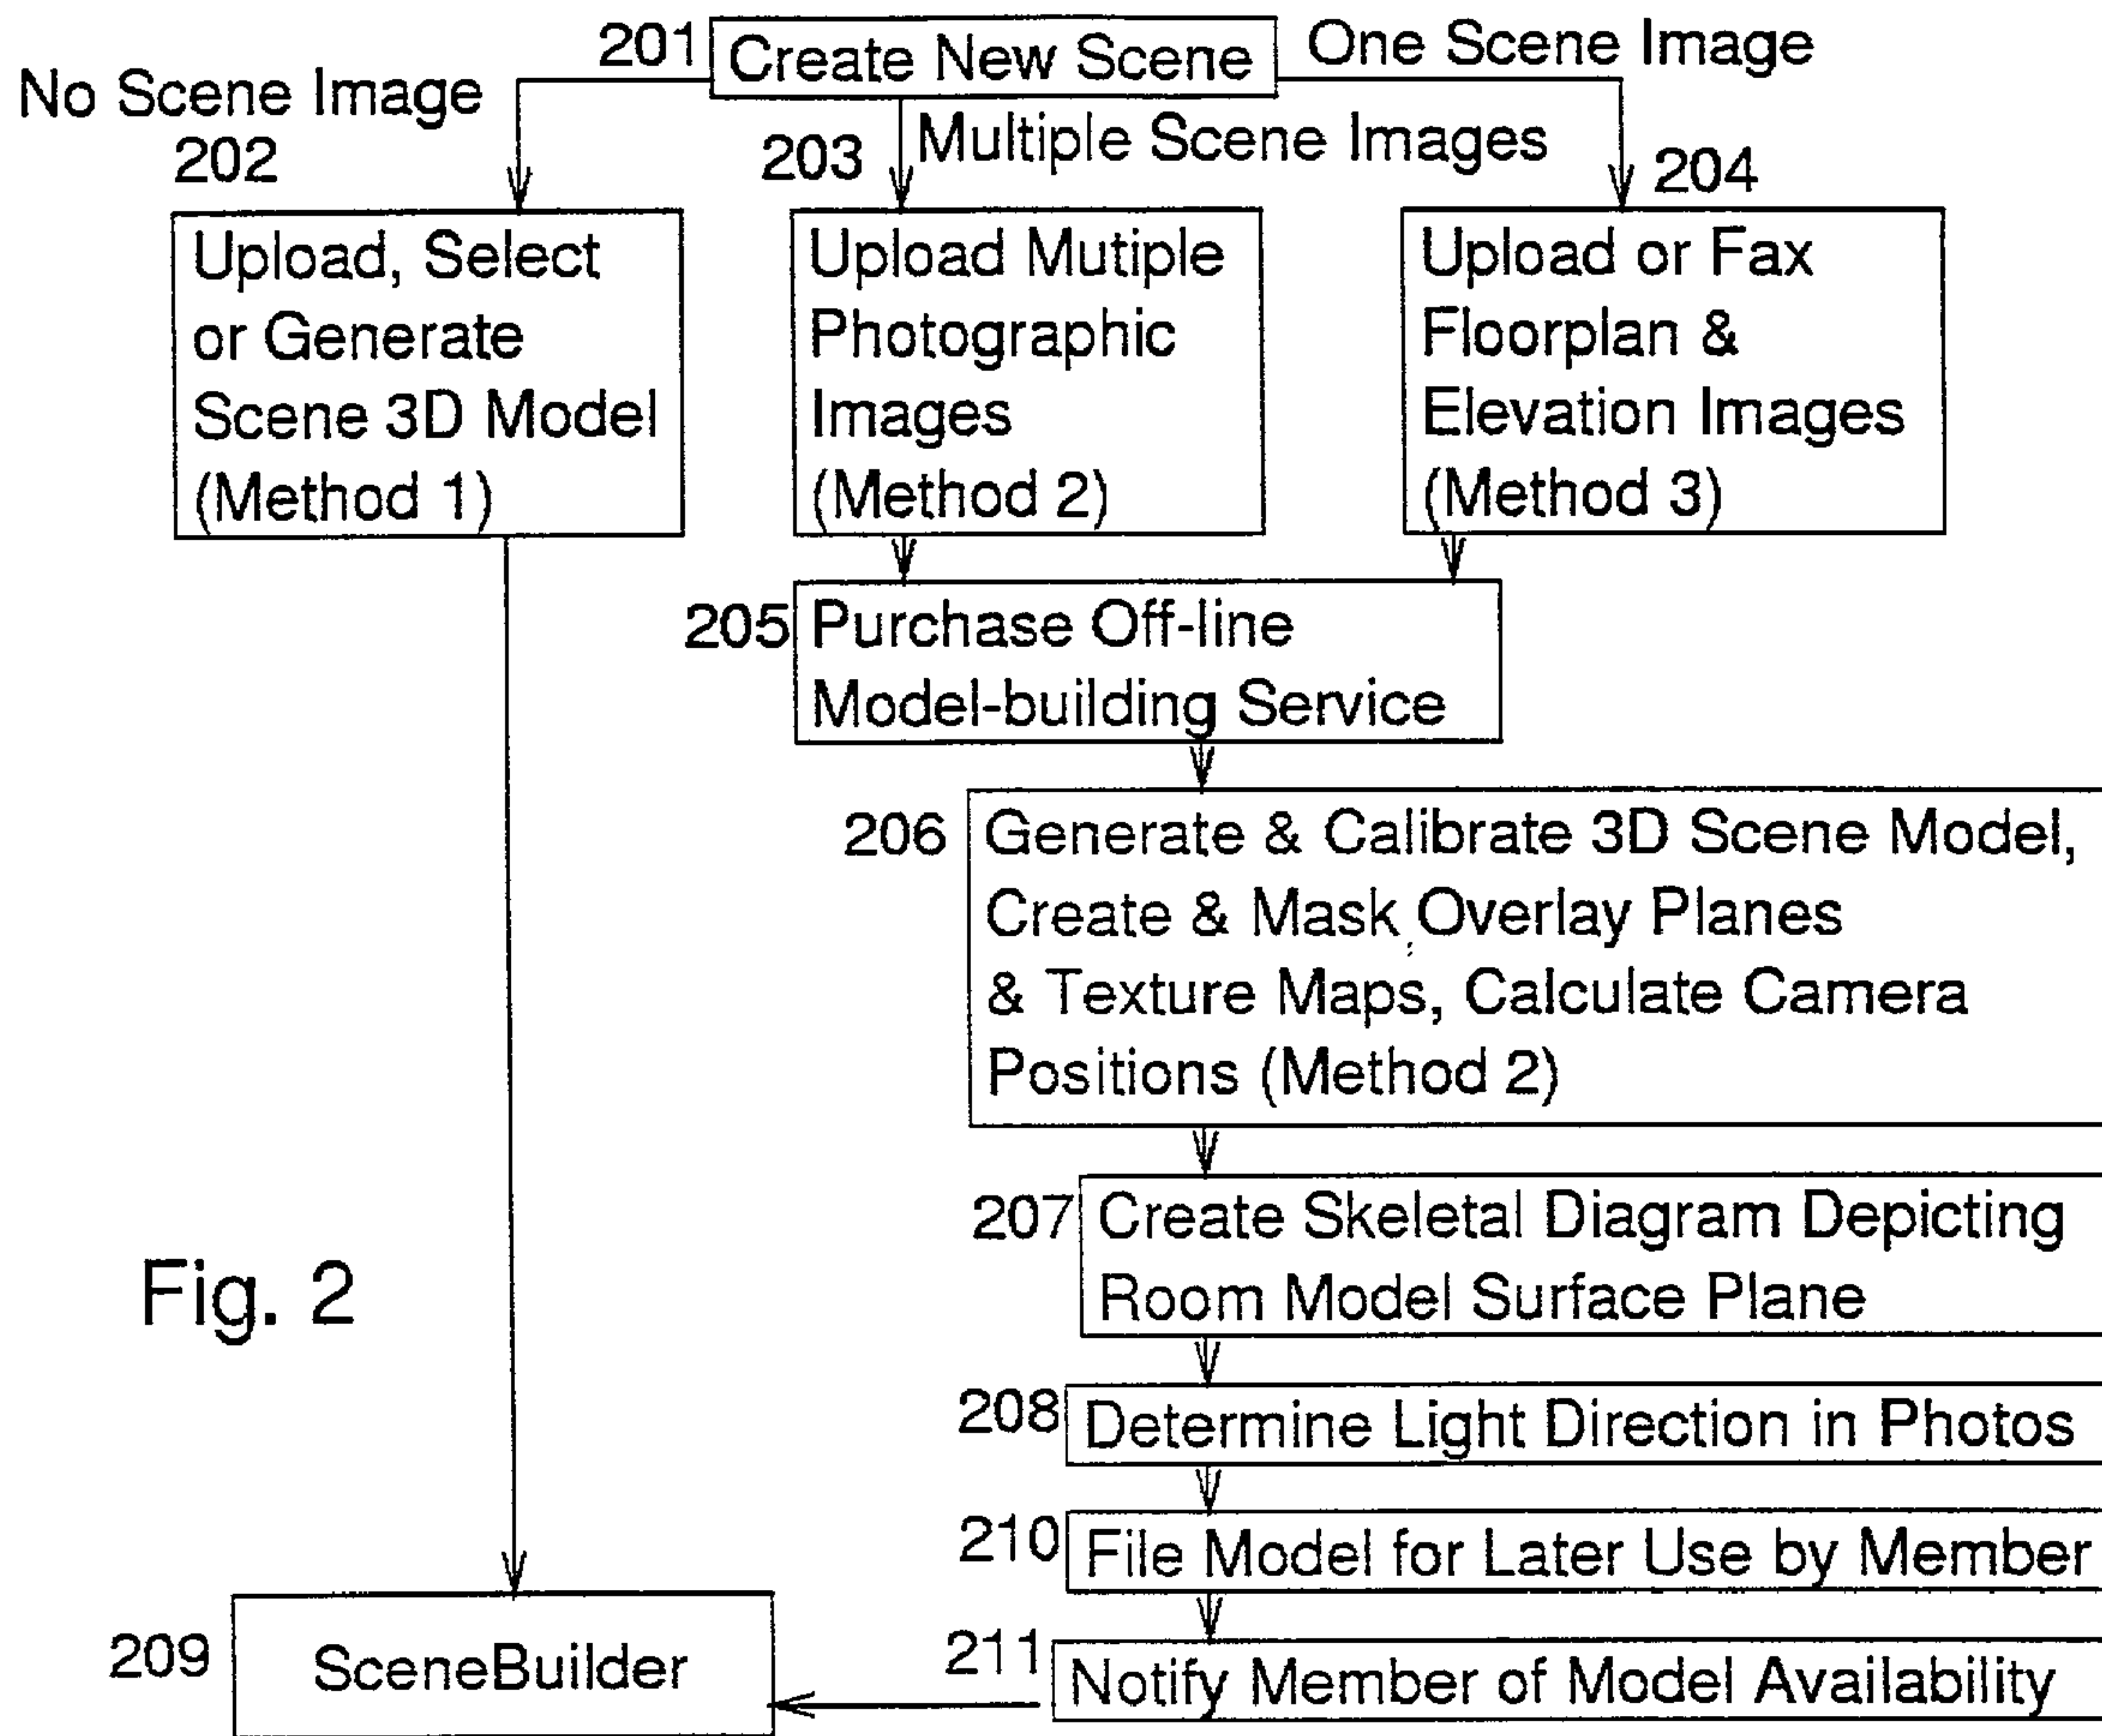 201
Create New Scene
One Scene Image
No Scene Image
202
203
Multiple Scene Images
204
Upload, Select
or Generate
Scene 3D Model
(Method 1)
Upload Mutiple
Photographic
Images
(Method 2)
Upload or Fax
Floorplan &
Elevation Images
(Method 3)
205
Purchase Off-line
Model-building Service
206
Generate & Calibrate 3D Scene Model,
Create & Mask Overlay Planes
& Texture Maps, Calculate Camera
Positions (Method 2)
207
Create Skeletal Diagram Depicting
Room Model Surface Plane
Fig. 2
208
Determine Light Direction in Photos
210
File Model for Later Use by Member
209
SceneBuilder
211
Notify Member of Model Availability